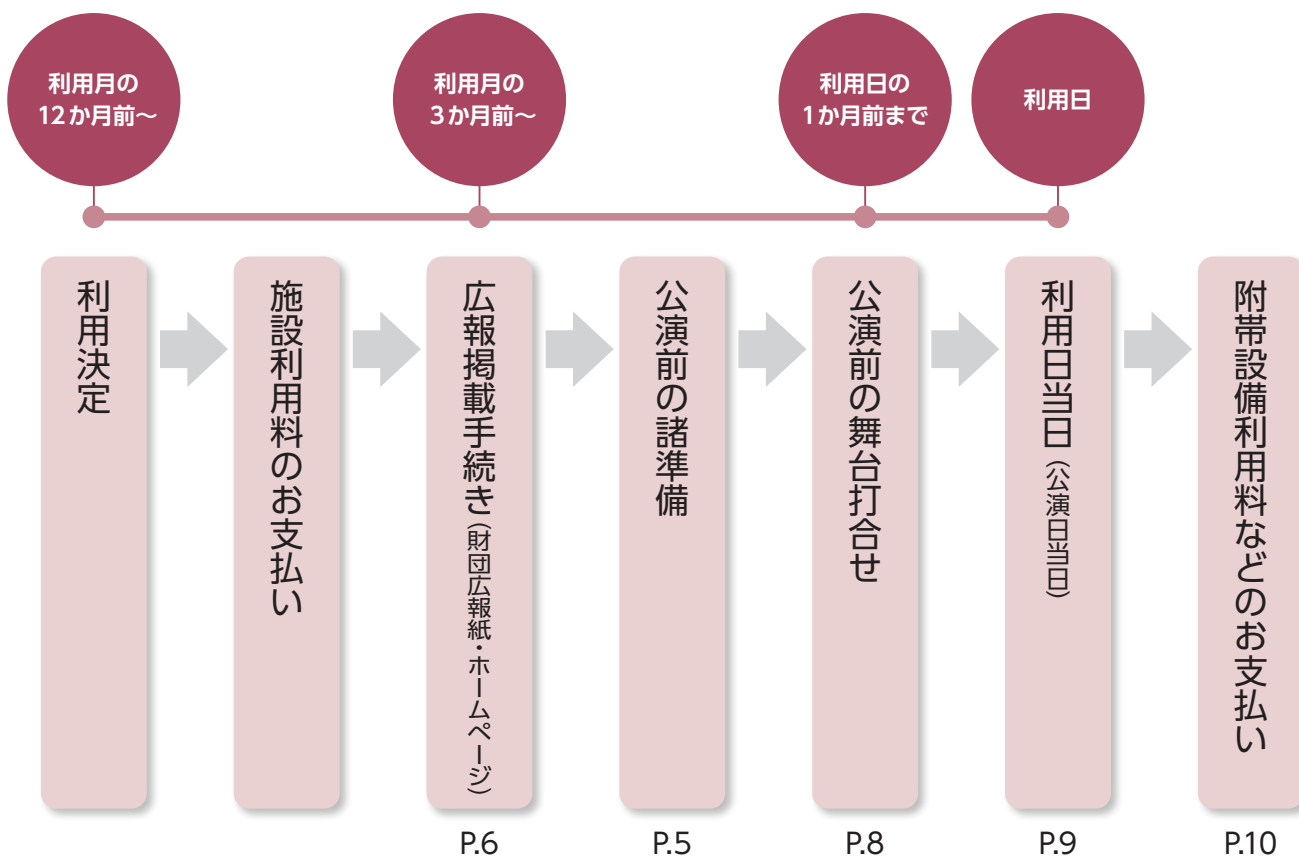 利用月の
12か月前～
利用月の
3か月前～
利用日の
1か月前まで
利用日
利用決定
施設利用料のお支払い
広報掲載手続き（財団広報紙・ホームページ）
公演前の諸準備
公演前の舞台打合せ
利用日当日（公演日当日）
附帯設備利用料などのお支払い
P.6
P.5
P.8
P.9
P.10